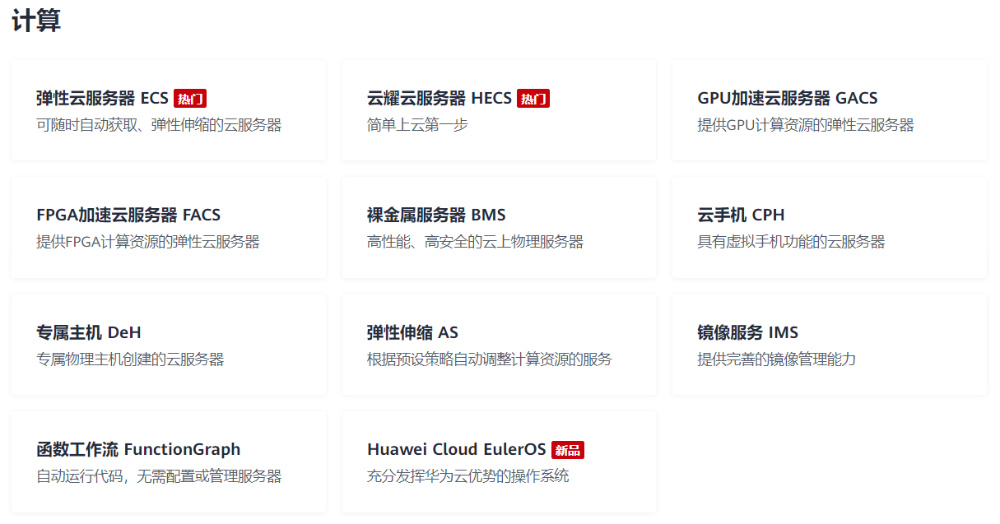 计算
弹性云服务器 ECS 热门
可随时自动获取、弹性伸缩的云服务器
云耀云服务器 HECS 热门
简单上云第一步
GPU加速云服务器 GACS
提供GPU计算资源的弹性云服务器
FPGA加速云服务器 FACS
提供FPGA计算资源的弹性云服务器
裸金属服务器 BMS
高性能、高安全的云上物理服务器
云手机 CPH
具有虚拟手机功能的云服务器
专属主机 DeH
专属物理主机创建的云服务器
弹性伸缩 AS
根据预设策略自动调整计算资源的服务
镜像服务 IMS
提供完善的镜像管理能力
函数工作流 FunctionGraph
自动运行代码，无需配置或管理服务器
Huawei Cloud EulerOS 新品
充分发挥华为云优势的操作系统